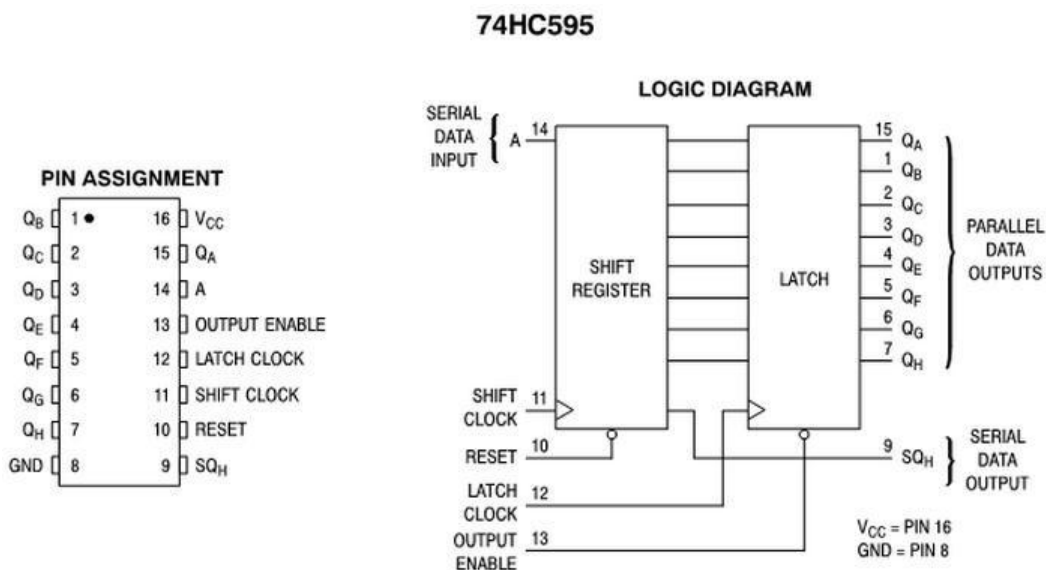 74HC595
PIN ASSIGNMENT
QB 1 16 VCC
QC 2 15 QA
QD 3 14 A
QE 4 13 OUTPUT ENABLE
QF 5 12 LATCH CLOCK
QG 6 11 SHIFT CLOCK
QH 7 10 RESET
GND 8 9 SQH
LOGIC DIAGRAM
SERIAL
DATA
INPUT
A 14
SHIFT
REGISTER
LATCH
15 QA
1 QB
2 QC
3 QD
4 QE
5 QF
6 QG
7 QH
PARALLEL
DATA
OUTPUTS
SHIFT
CLOCK
11
RESET 10
LATCH
CLOCK
12
OUTPUT
ENABLE
13
9 SQH
SERIAL
DATA
OUTPUT
VCC = PIN 16
GND = PIN 8